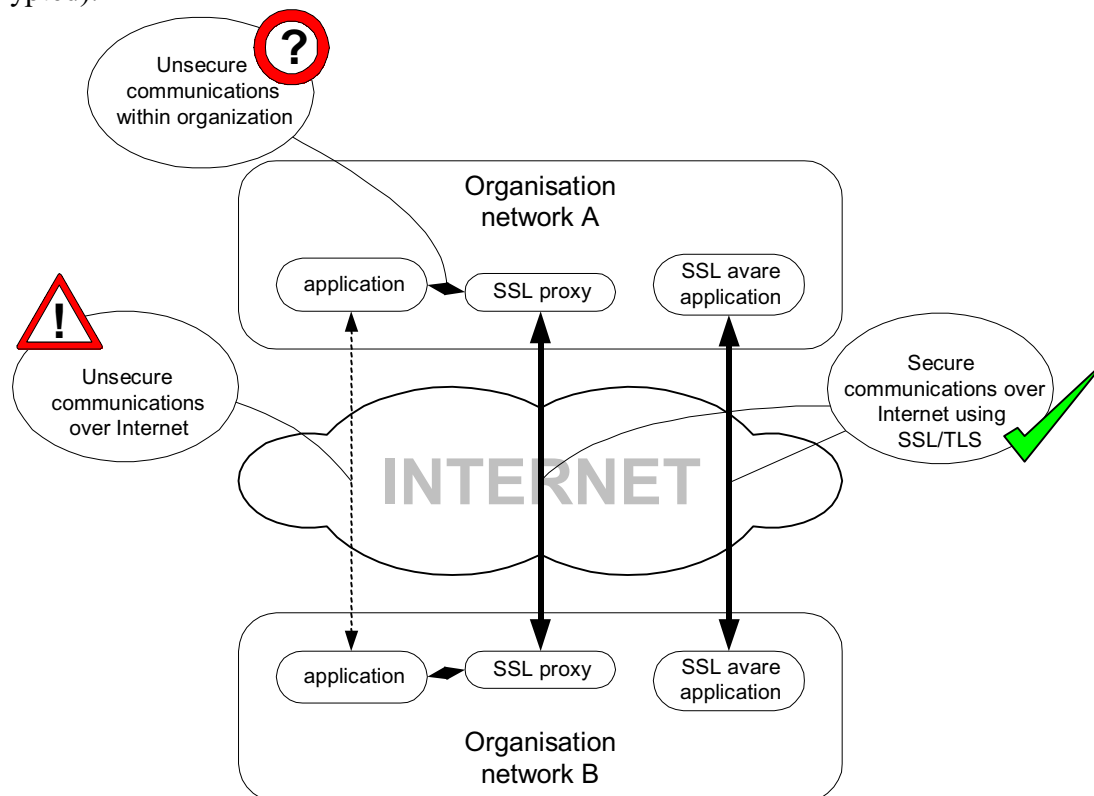 ypted).
?
Unsecure
communications
within organization
Organisation
network A
application
SSL proxy
SSL avare
application
!
Unsecure
communications
over Internet
Secure
communications over
Internet using
SSL/TLS
INTERNET
application
SSL proxy
SSL avare
application
Organisation
network B